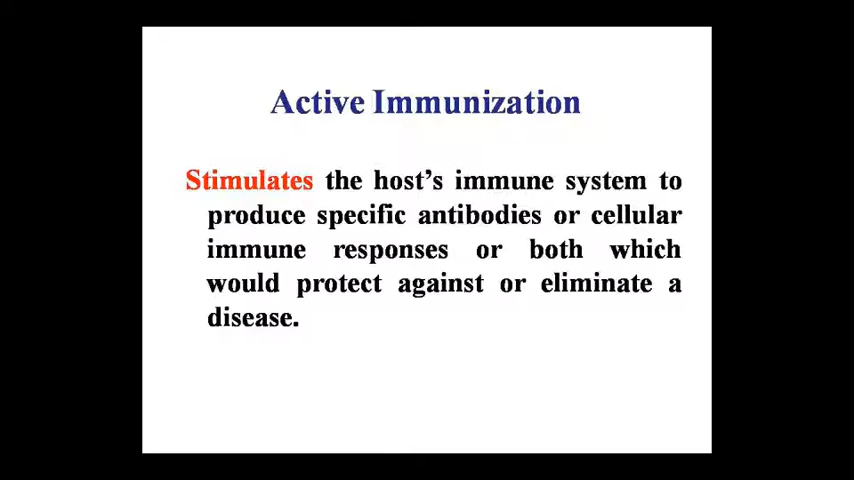 Active Immunization
Stimulates the host's immune system to
produce specific antibodies or cellular
immune responses or both which
would protect against or eliminate a
disease.